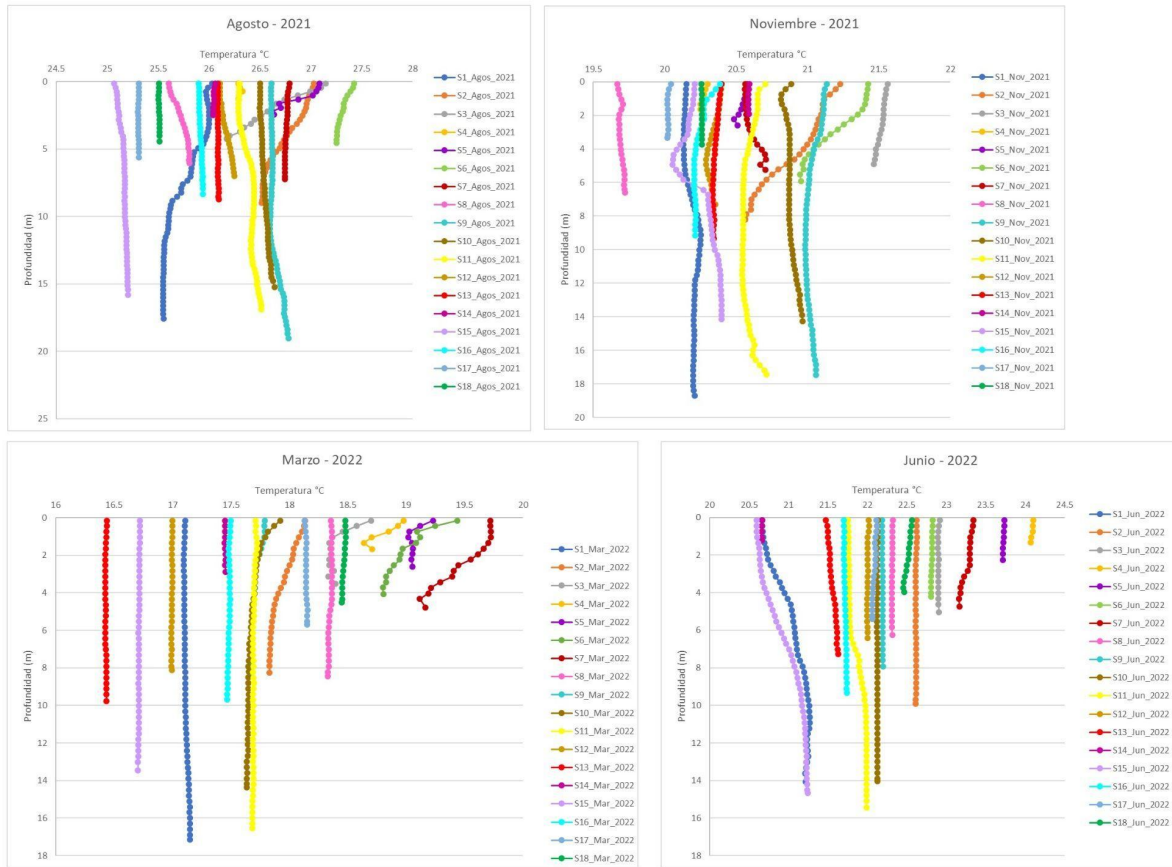 Agosto - 2021
Temperatura °C
24.5 25 25.5 26 26.5 27 27.5 28
Profundidad (m)
0
5
10
15
20
25
S1_Agos_2021
S2_Agos_2021
S3_Agos_2021
S4_Agos_2021
S5_Agos_2021
S6_Agos_2021
S7_Agos_2021
S8_Agos_2021
S9_Agos_2021
S10_Agos_2021
S11_Agos_2021
S12_Agos_2021
S13_Agos_2021
S14_Agos_2021
S15_Agos_2021
S16_Agos_2021
S17_Agos_2021
S18_Agos_2021
Noviembre - 2021
Temperatura °C
19.5 20 20.5 21 21.5 22
Profundidad (m)
0
2
4
6
8
10
12
14
16
18
20
S1_Nov_2021
S2_Nov_2021
S3_Nov_2021
S4_Nov_2021
S5_Nov_2021
S6_Nov_2021
S7_Nov_2021
S8_Nov_2021
S9_Nov_2021
S10_Nov_2021
S11_Nov_2021
S12_Nov_2021
S13_Nov_2021
S14_Nov_2021
S15_Nov_2021
S16_Nov_2021
S17_Nov_2021
S18_Nov_2021
Marzo - 2022
Temperatura °C
16 16.5 17 17.5 18 18.5 19 19.5 20
Profundidad (m)
0
2
4
6
8
10
12
14
16
18
S1_Mar_2022
S2_Mar_2022
S3_Mar_2022
S4_Mar_2022
S5_Mar_2022
S6_Mar_2022
S7_Mar_2022
S8_Mar_2022
S9_Mar_2022
S10_Mar_2022
S11_Mar_2022
S12_Mar_2022
S13_Mar_2022
S14_Mar_2022
S15_Mar_2022
S16_Mar_2022
S17_Mar_2022
S18_Mar_2022
Junio - 2022
Temperatura °C
20 20.5 21 21.5 22 22.5 23 23.5 24 24.5
Profundidad (m)
0
2
4
6
8
10
12
14
16
18
S1_Jun_2022
S2_Jun_2022
S3_Jun_2022
S4_Jun_2022
S5_Jun_2022
S6_Jun_2022
S7_Jun_2022
S8_Jun_2022
S9_Jun_2022
S10_Jun_2022
S11_Jun_2022
S12_Jun_2022
S13_Jun_2022
S14_Jun_2022
S15_Jun_2022
S16_Jun_2022
S17_Jun_2022
S18_Jun_2022